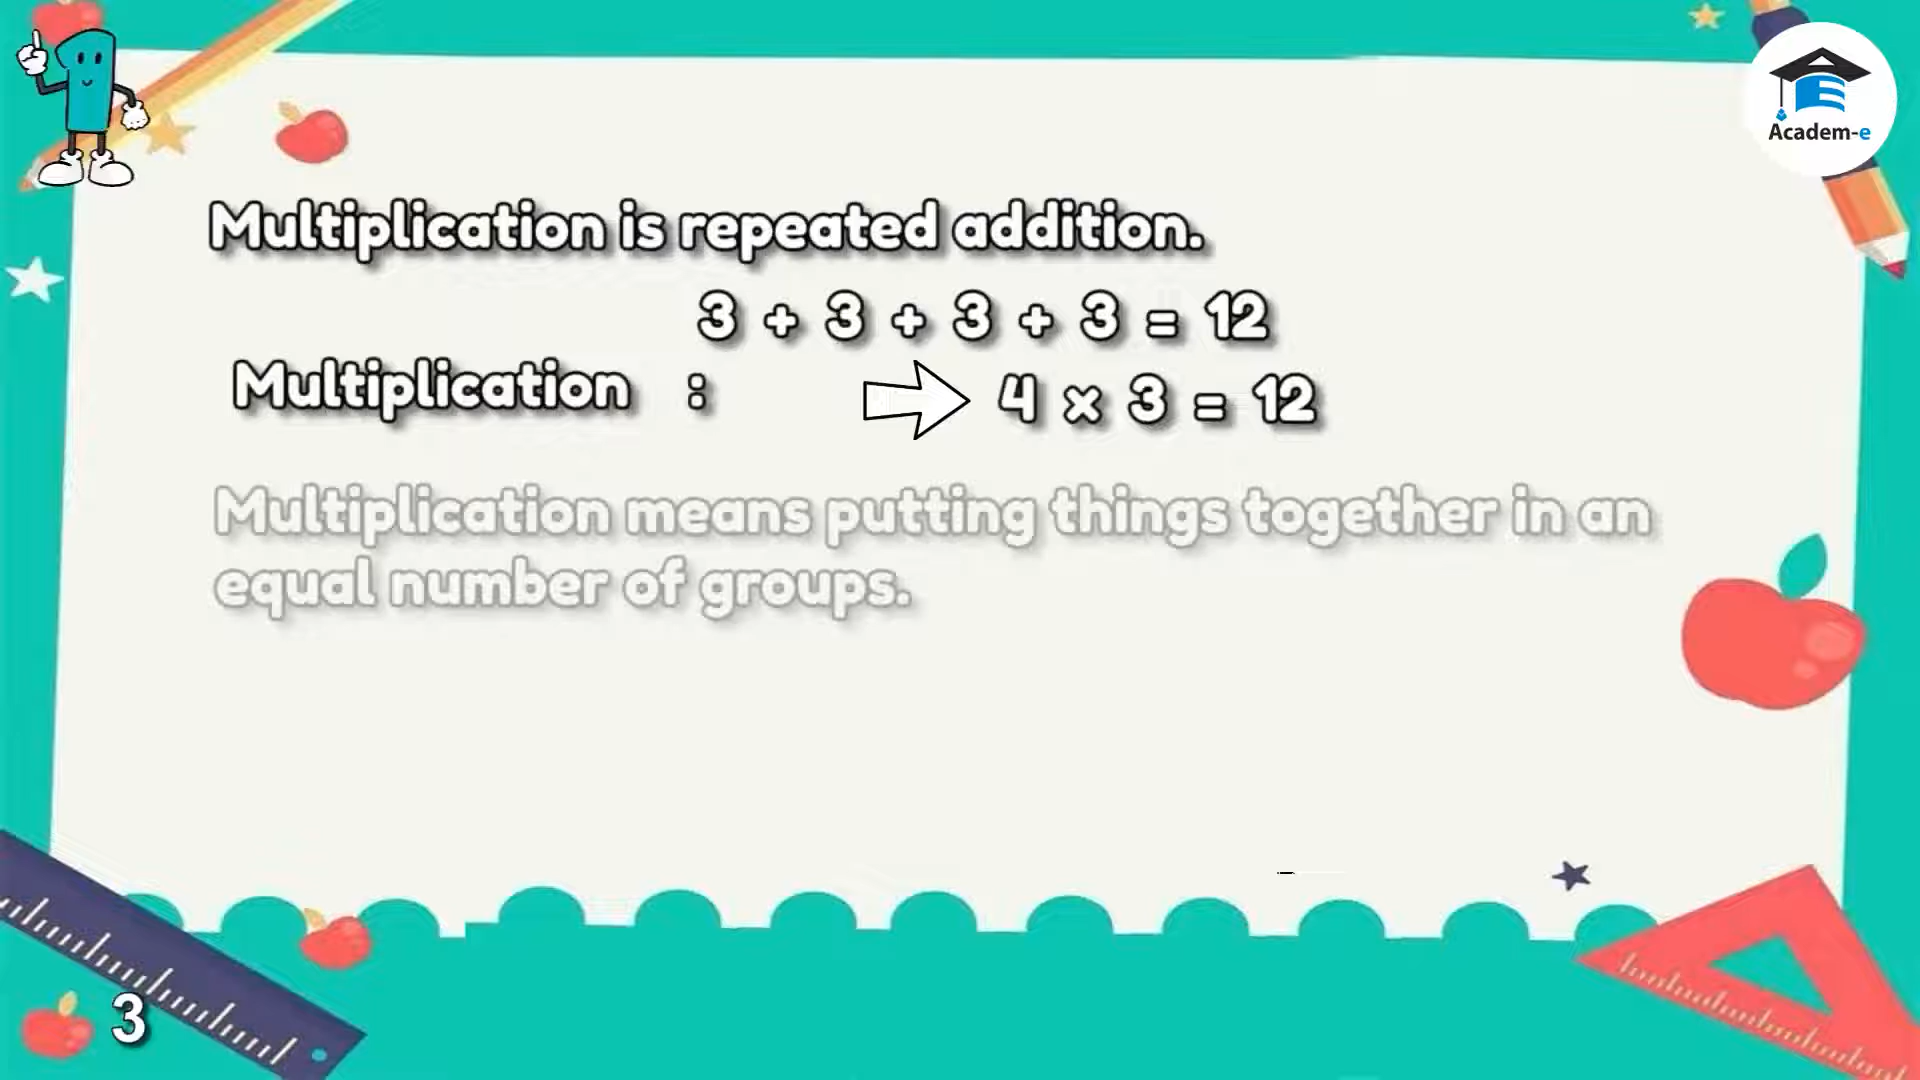 Academ-e
Multiplication is repeated addition.
3 + 3 + 3 + 3 = 12
Multiplication : 4 x 3 = 12
Multiplication means putting things together in an
equal number of groups.
3